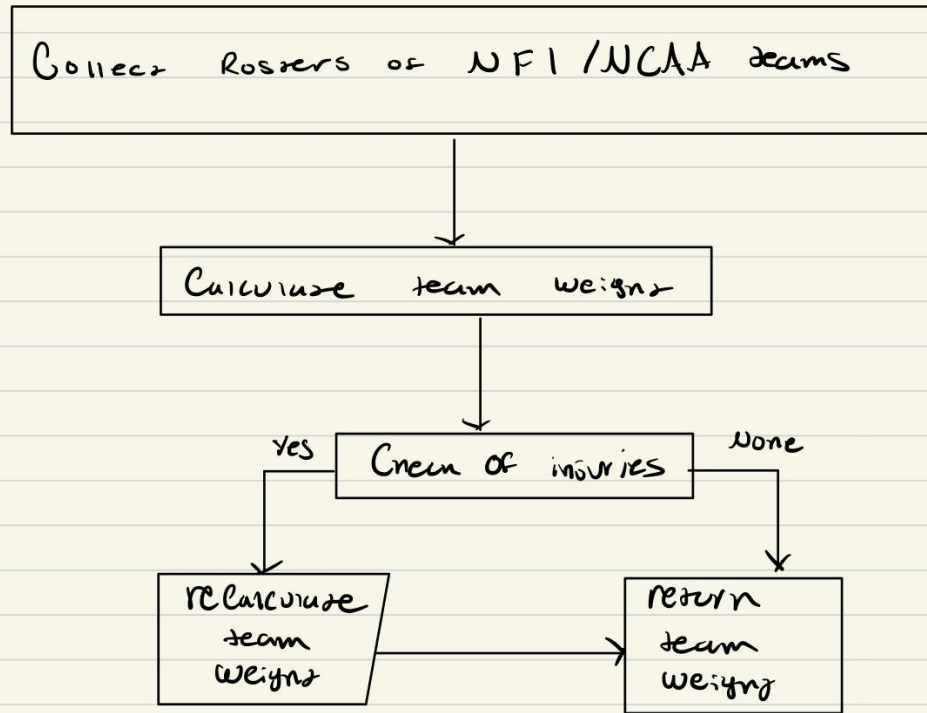 Collect Rosters of NFl /NCAA teams
Calculate team weight
Yes
None
Check of injuries
recalculate
team
weight
return
team
weight